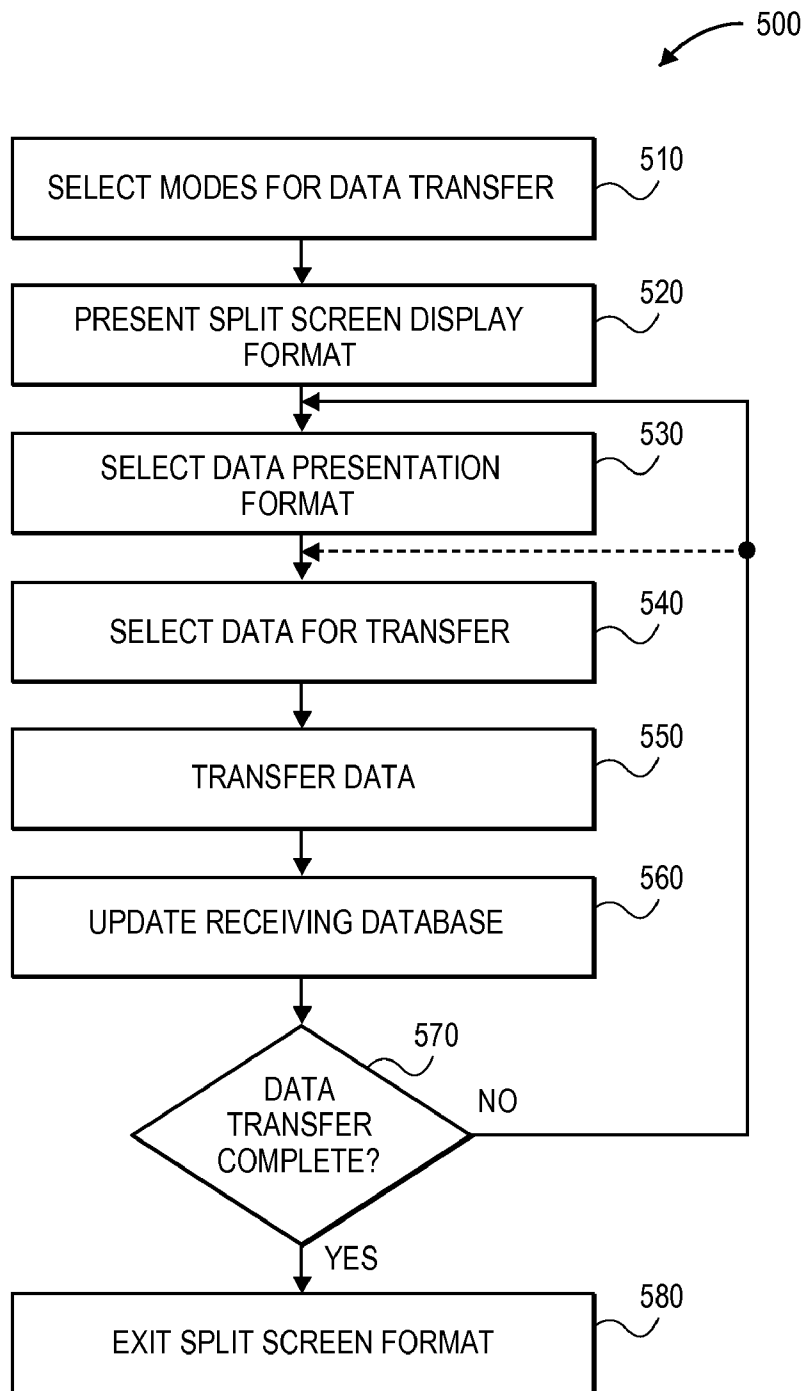 500
SELECT MODES FOR DATA TRANSFER
510
PRESENT SPLIT SCREEN DISPLAY
FORMAT
520
SELECT DATA PRESENTATION
FORMAT
530
SELECT DATA FOR TRANSFER
540
TRANSFER DATA
550
UPDATE RECEIVING DATABASE
560
DATA
TRANSFER
COMPLETE?
570
NO
YES
EXIT SPLIT SCREEN FORMAT
580